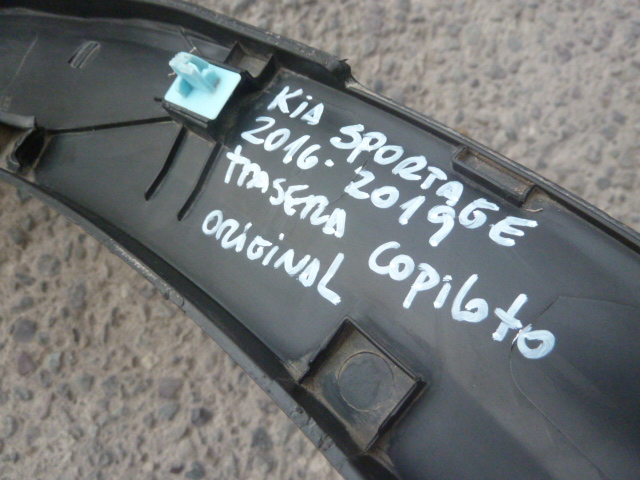 KiA SPORTAGE
2016-2019
tRASERA COPiloto
ORiGiNAL